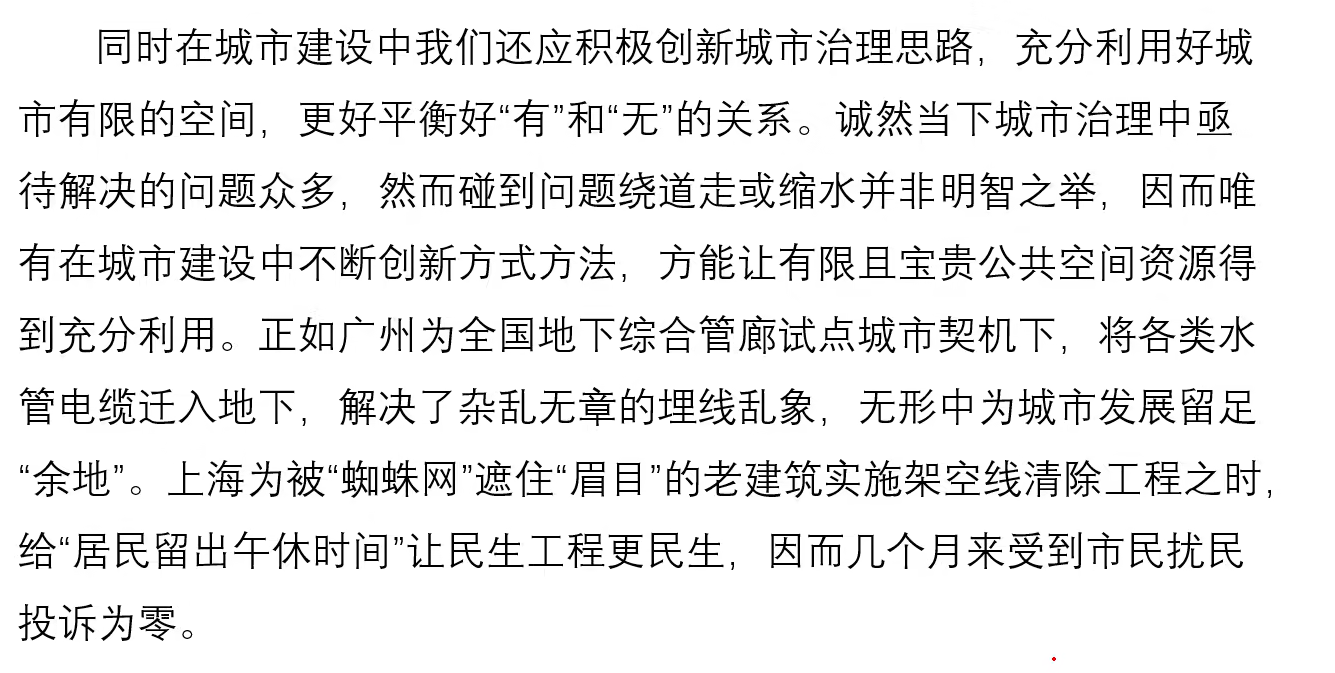 同时在城市建设中我们还应积极创新城市治理思路，充分利用好城
市有限的空间，更好平衡好“有”和“无”的关系。诚然当下城市治理中亟
待解决的问题众多，然而碰到问题绕道走或缩水并非明智之举，因而唯
有在城市建设中不断创新方式方法，方能让有限且宝贵公共空间资源得
到充分利用。正如广州为全国地下综合管廊试点城市契机下，将各类水
管电缆迁入地下，解决了杂乱无章的埋线乱象，无形中为城市发展留足
“余地”。上海为被“蜘蛛网”遮住“眉目”的老建筑实施架空线清除工程之时，
给“居民留出午休时间”让民生工程更民生，因而几个月来受到市民扰民
投诉为零。